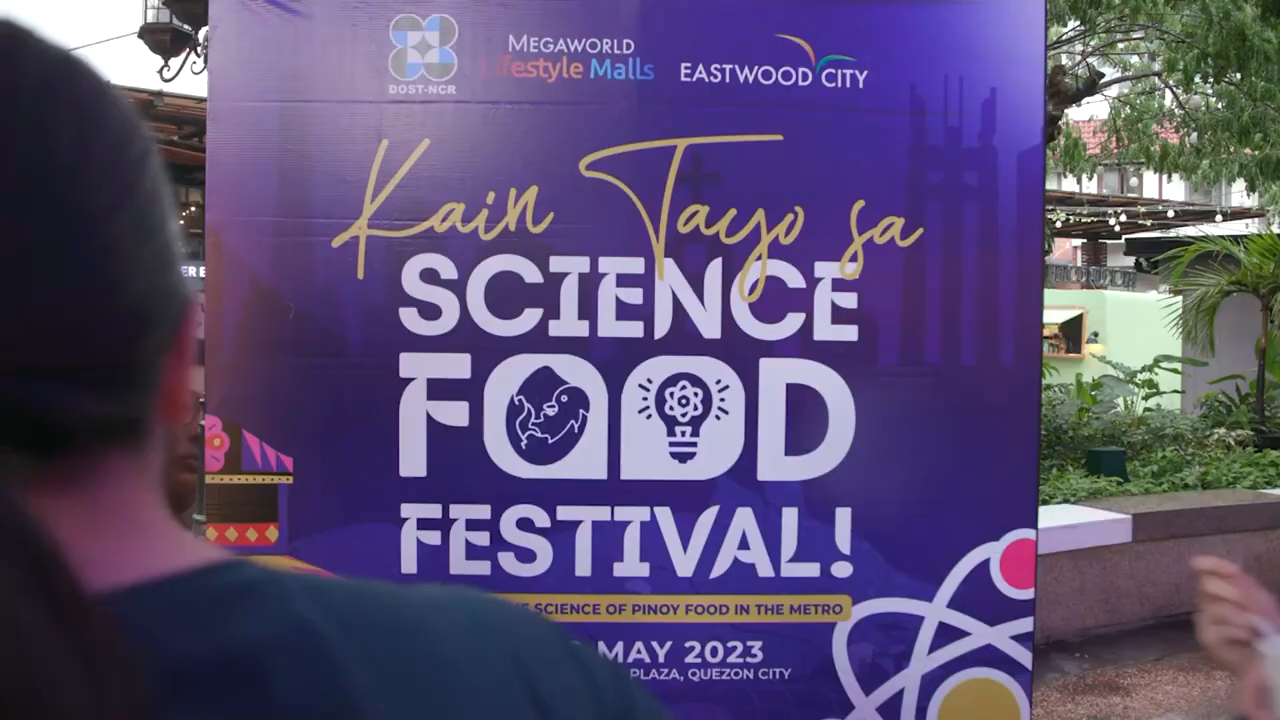 DOST-NCR
MEGAWORLD
Lifestyle Malls
EASTWOOD CITY
Kain Tayo sa
SCIENCE
FOOD
FESTIVAL!
SCIENCE OF PINOY FOOD IN THE METRO
MAY 2023
PLAZA, QUEZON CITY